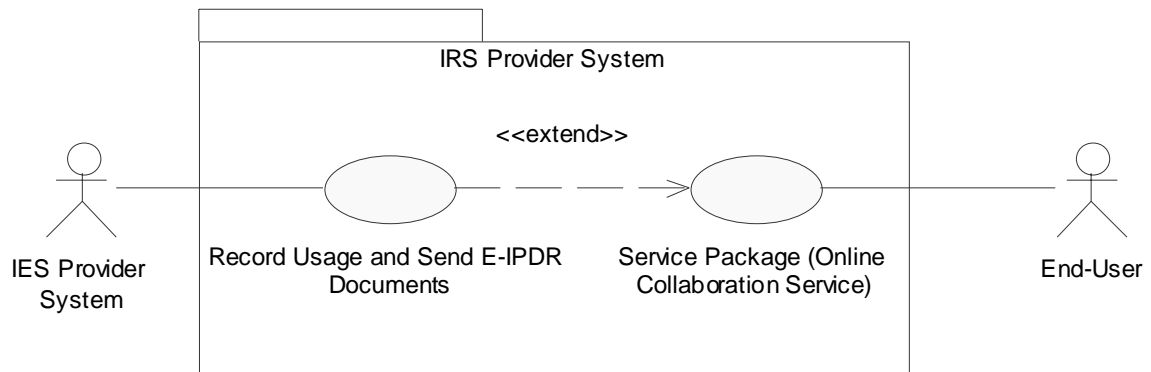 IRS Provider System
<<extend>>
Record Usage and Send E-IPDR
Documents
Service Package (Online
Collaboration Service)
IES Provider
System
End-User